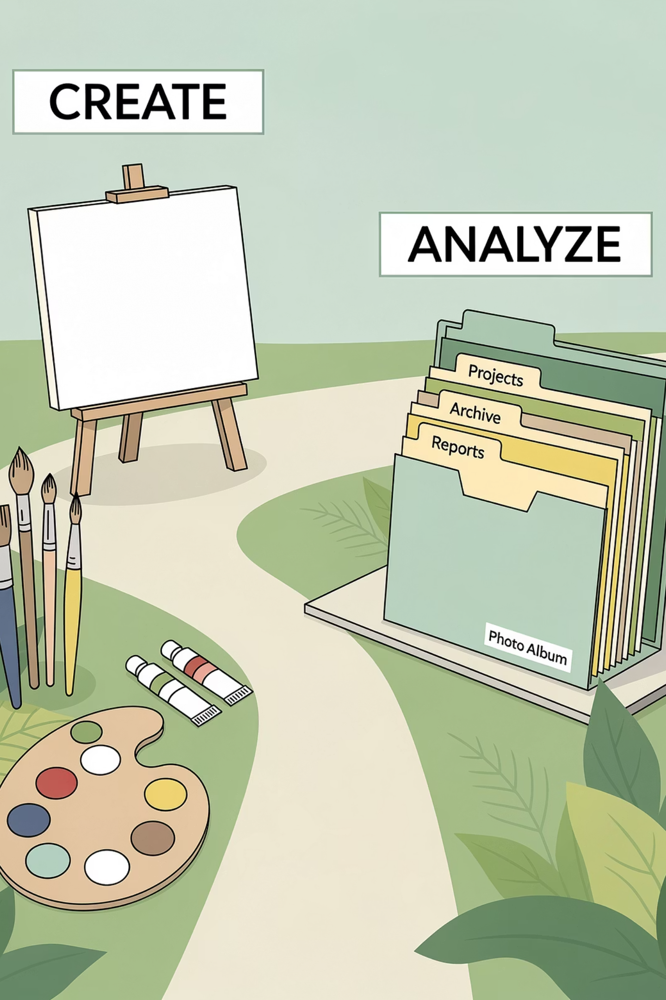 CREATE
ANALYZE
Projects
Archive
Reports
Photo Album